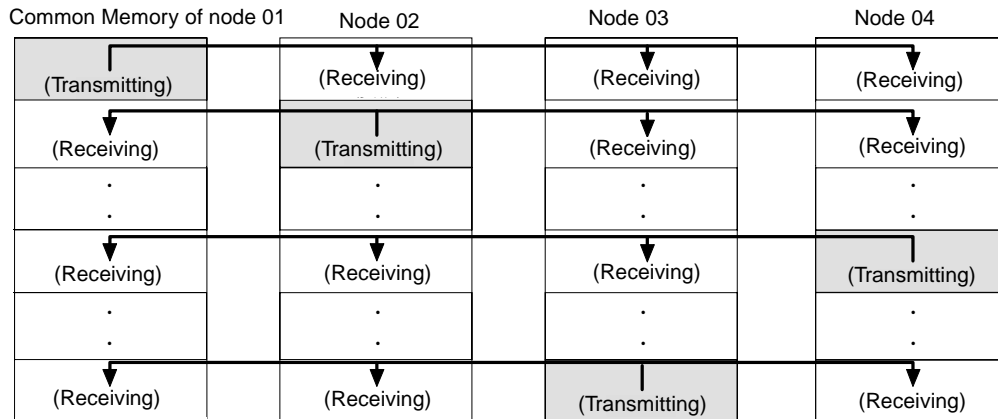 Common Memory of node 01 Node 02 Node 03 Node 04
(Transmitting) (Receiving) (Receiving) (Receiving)
(Receiving) (Transmitting) (Receiving) (Receiving)
. . . .
. . . .
(Receiving) (Receiving) (Receiving) (Transmitting)
. . . .
. . . .
(Receiving) (Receiving) (Transmitting) (Receiving)